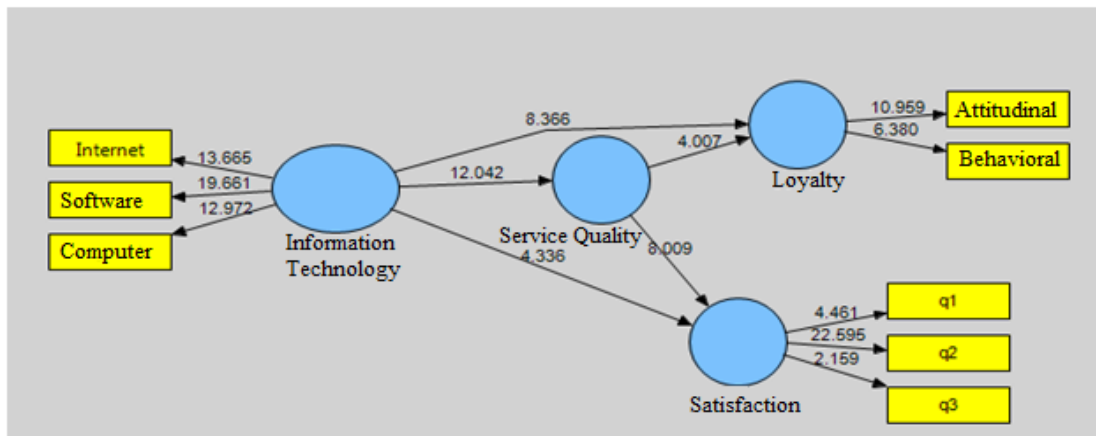 Internet
Software
Computer
13.665
19.661
12.972
Information
Technology
8.366
12.042
4.336
Service Quality
4.007
8.009
Loyalty
10.959
6.380
Attitudinal
Behavioral
Satisfaction
4.461
22.595
2.159
q1
q2
q3